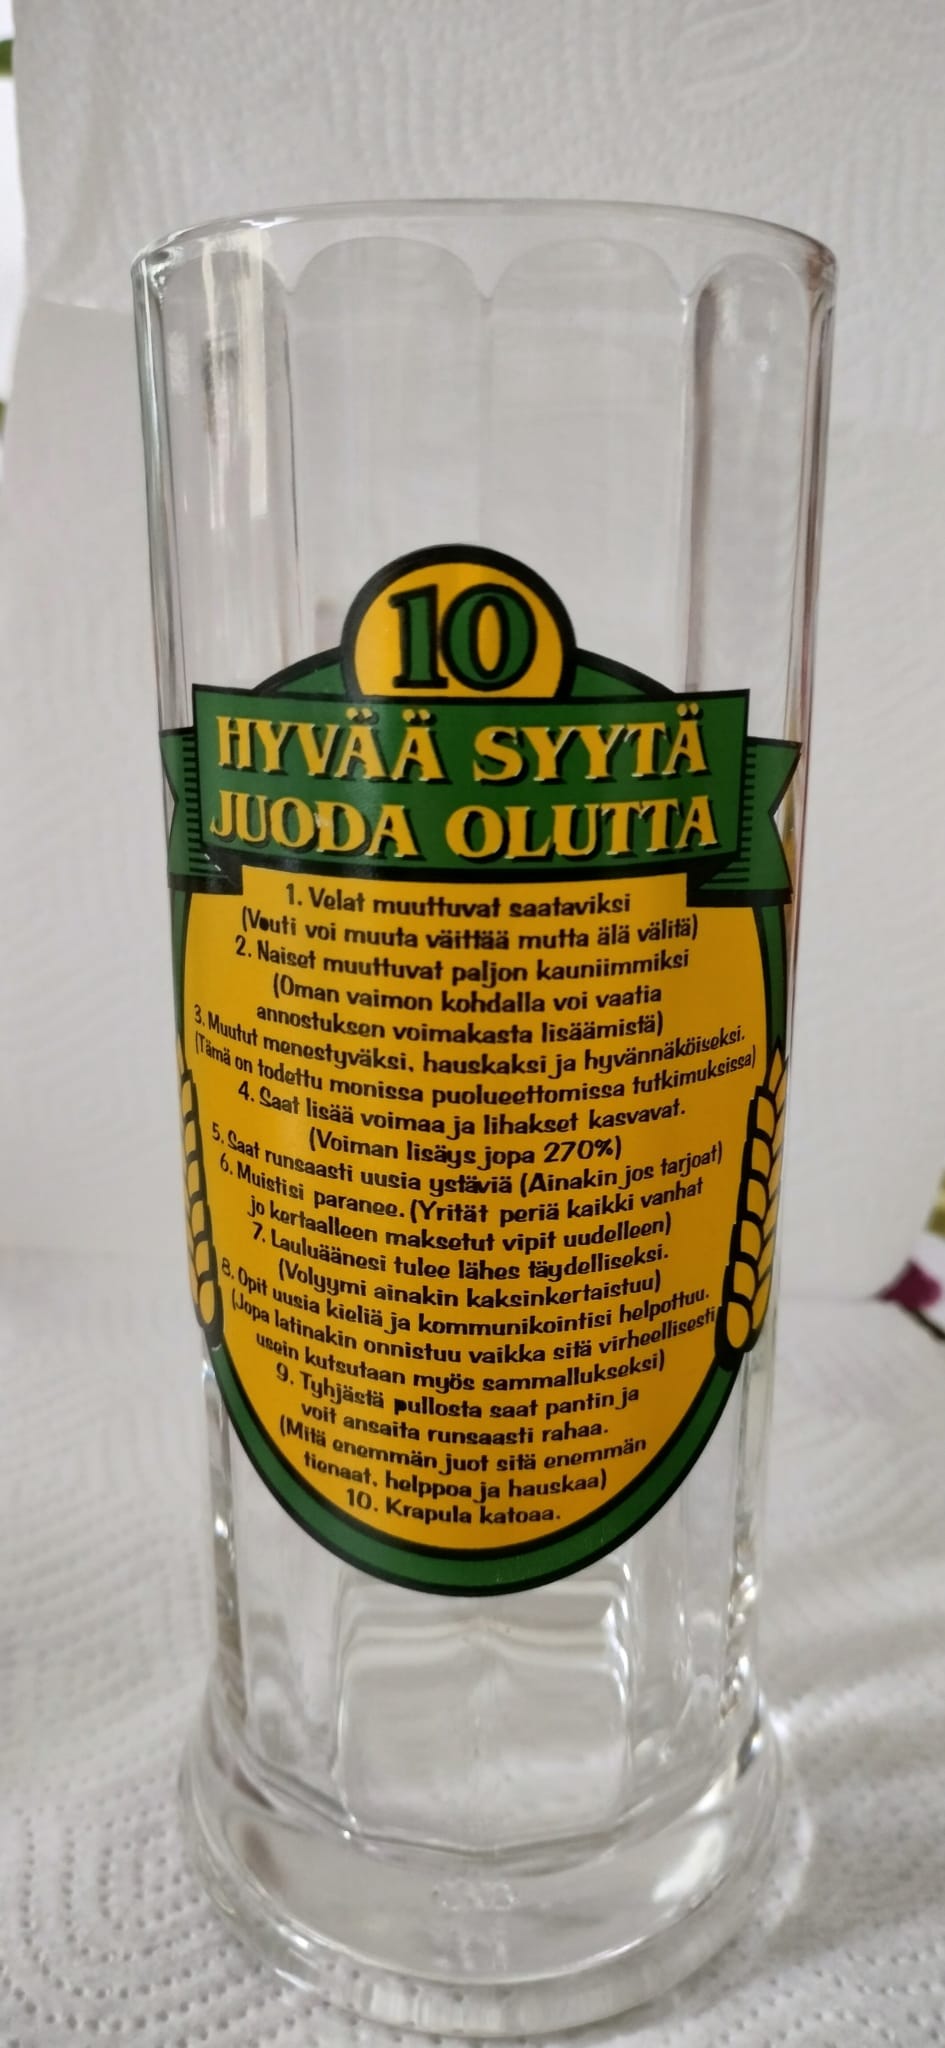 10
HYVÄÄ SYYTÄ
JUODA OLUTTA
1. Velat muuttuvat saataviksi
(Vouti voi muuta väittää mutta älä välitä)
2. Naiset muuttuvat paljon kauniimmiksi
(Oman vaimon kohdalla voi vaatia
annostuksen voimakasta lisäämistä)
3. Muutut menestyväksi, hauskaksi ja hyvännäköiseksi.
(Tämä on todettu monissa puolueettomissa tutkimuksissa)
4. Saat lisää voimaa ja lihakset kasvavat.
(Voiman lisäys jopa 270%)
5. Saat runsaasti uusia ystäviä (Ainakin jos tarjoat)
6. Muistisi paranee. (Yrität periä kaikki vanhat
jo kertaalleen maksetut vipit uudelleen)
7. Lauluäänesi tulee lähes täydelliseksi.
(Volyymi ainakin kaksinkertaistuu)
8. Opit uusia kieliä ja kommunikointisi helpottuu.
(Jopa latinakin onnistuu vaikka sitä virheellisesti
usein kutsutaan myös sammallukseksi)
9. Tyhjästä pullosta saat pantin ja
voit ansaita runsaasti rahaa.
(Mitä enemmän juot sitä enemmän
tienaat, helppoa ja hauskaa)
10. Krapula katoaa.